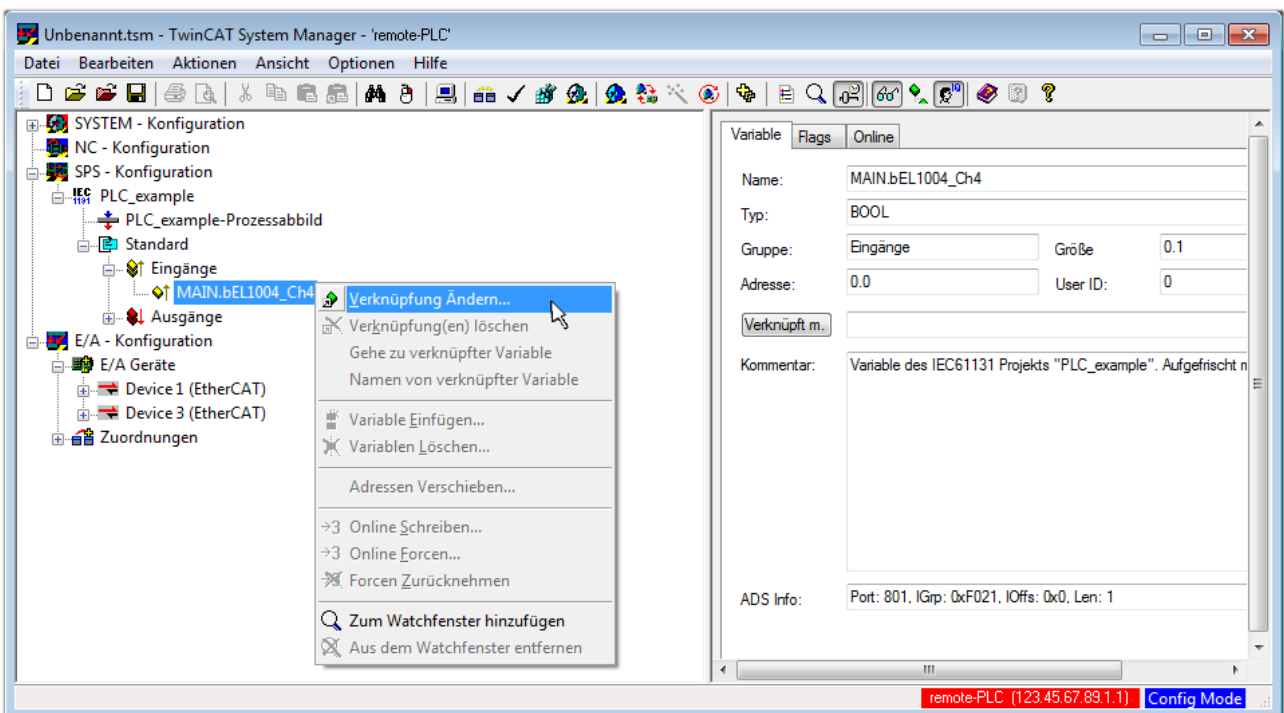 Unbenannt.tsm - TwinCAT System Manager - 'remote-PLC'
Datei Bearbeiten Aktionen Ansicht Optionen Hilfe
SYSTEM - Konfiguration
NC - Konfiguration
SPS - Konfiguration
IEC 1131 PLC_example
PLC_example-Prozessabbild
Standard
Eingänge
MAIN.bEL1004_Ch4
Ausgänge
E/A - Konfiguration
E/A Geräte
Device 1 (EtherCAT)
Device 3 (EtherCAT)
Zuordnungen
Verknüpfung Ändern...
Verknüpfung(en) löschen
Gehe zu verknüpfter Variable
Namen von verknüpfter Variable
Variable Einfügen...
Variablen Löschen...
Adressen Verschieben...
→3 Online Schreiben...
→3 Online Forcen...
Forcen Zurücknehmen
Zum Watchfenster hinzufügen
Aus dem Watchfenster entfernen
Variable Flags Online
Name: MAIN.bEL1004_Ch4
Typ: BOOL
Gruppe: Eingänge Größe 0.1
Adresse: 0.0 User ID: 0
Verknüpft m.
Kommentar: Variable des IEC61131 Projekts "PLC_example". Aufgefrischt
ADS Info: Port: 801, IGrp: 0xF021, IOffs: 0x0, Len: 1
remote-PLC (123.45.67.89.1.1) Config Mode